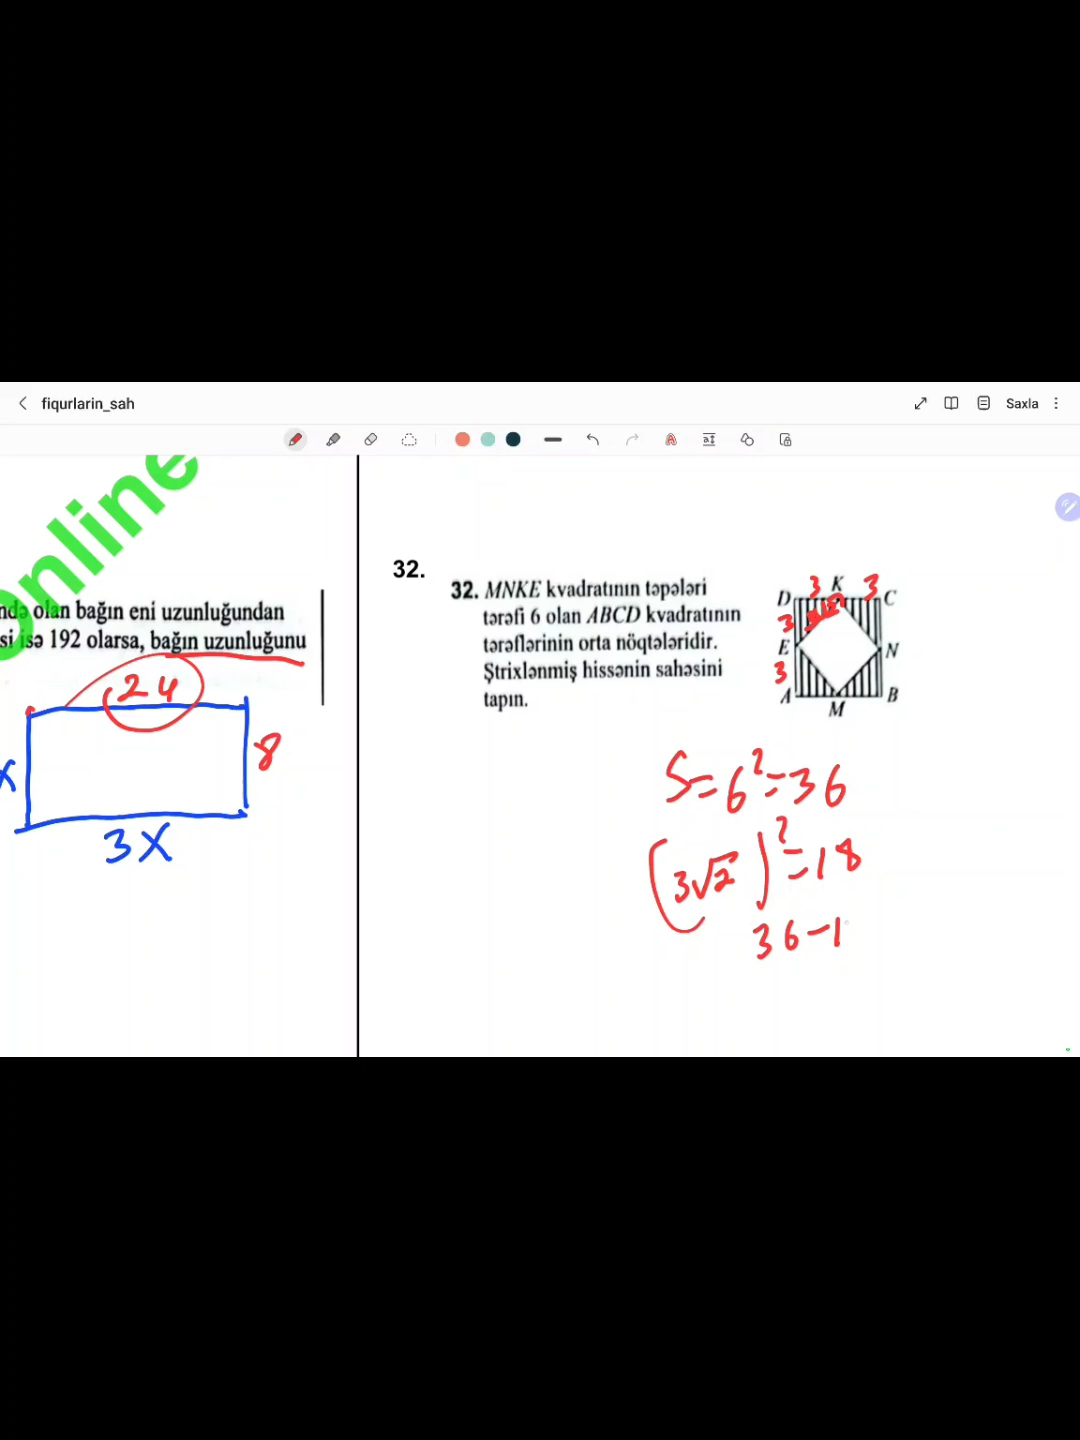 fiqurlarin_sah
Saxla
Online
ndə olan bağın eni uzunluğundan
si isə 192 olarsa, bağın uzunluğunu
24
8
x
3x
32.
32. MNKE kvadratının təpələri
tərəfi 6 olan ABCD kvadratının
tərəflərinin orta nöqtələridir.
Ştrixlənmiş hissənin sahəsini
tapın.
3 K 3
D C
3
E N
3
A B
M
S=6²=36
(3√2)²=18
36-1